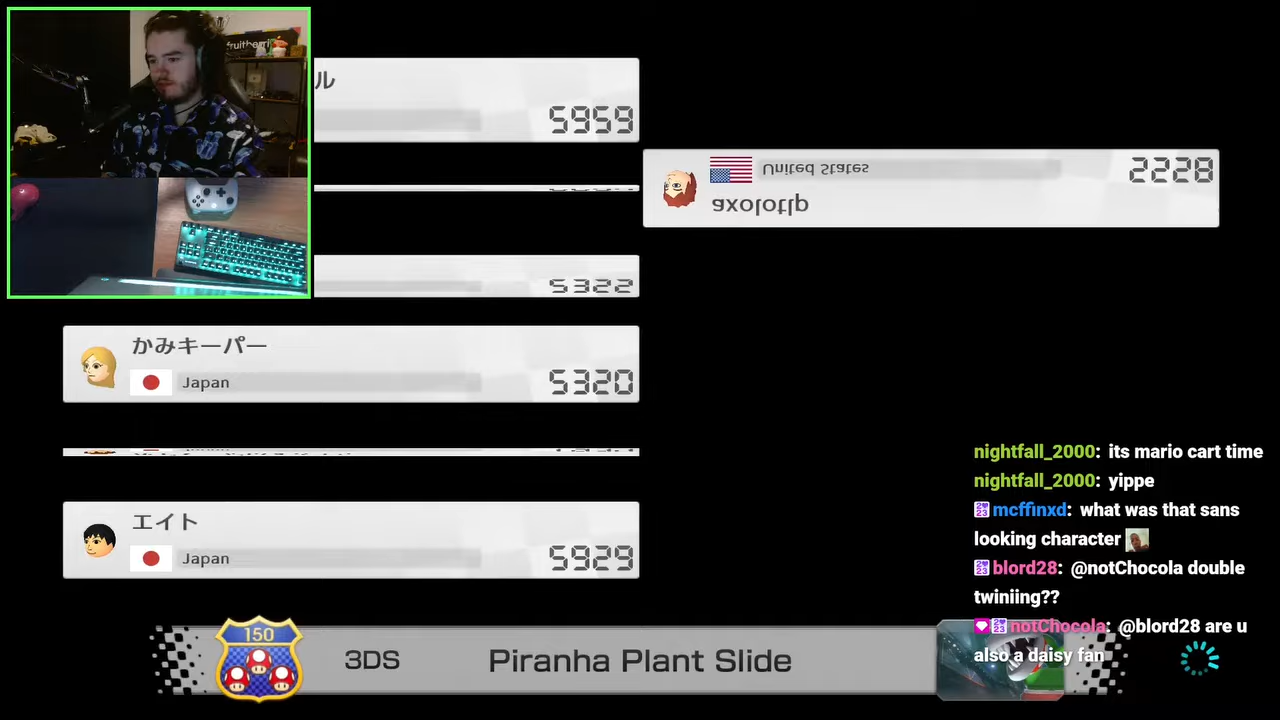 fruitberri
ル
5959
United States
2228
axolotlp
5322
かみキーパー
Japan
5320
エイト
Japan
5929
nightfall_2000: its mario cart time
nightfall_2000: yippe
mcffinxd: what was that sans
looking character
blord28: @notChocola double
twiniing??
notChocola: @blord28 are u
also a daisy fan
150
3DS
Piranha Plant Slide